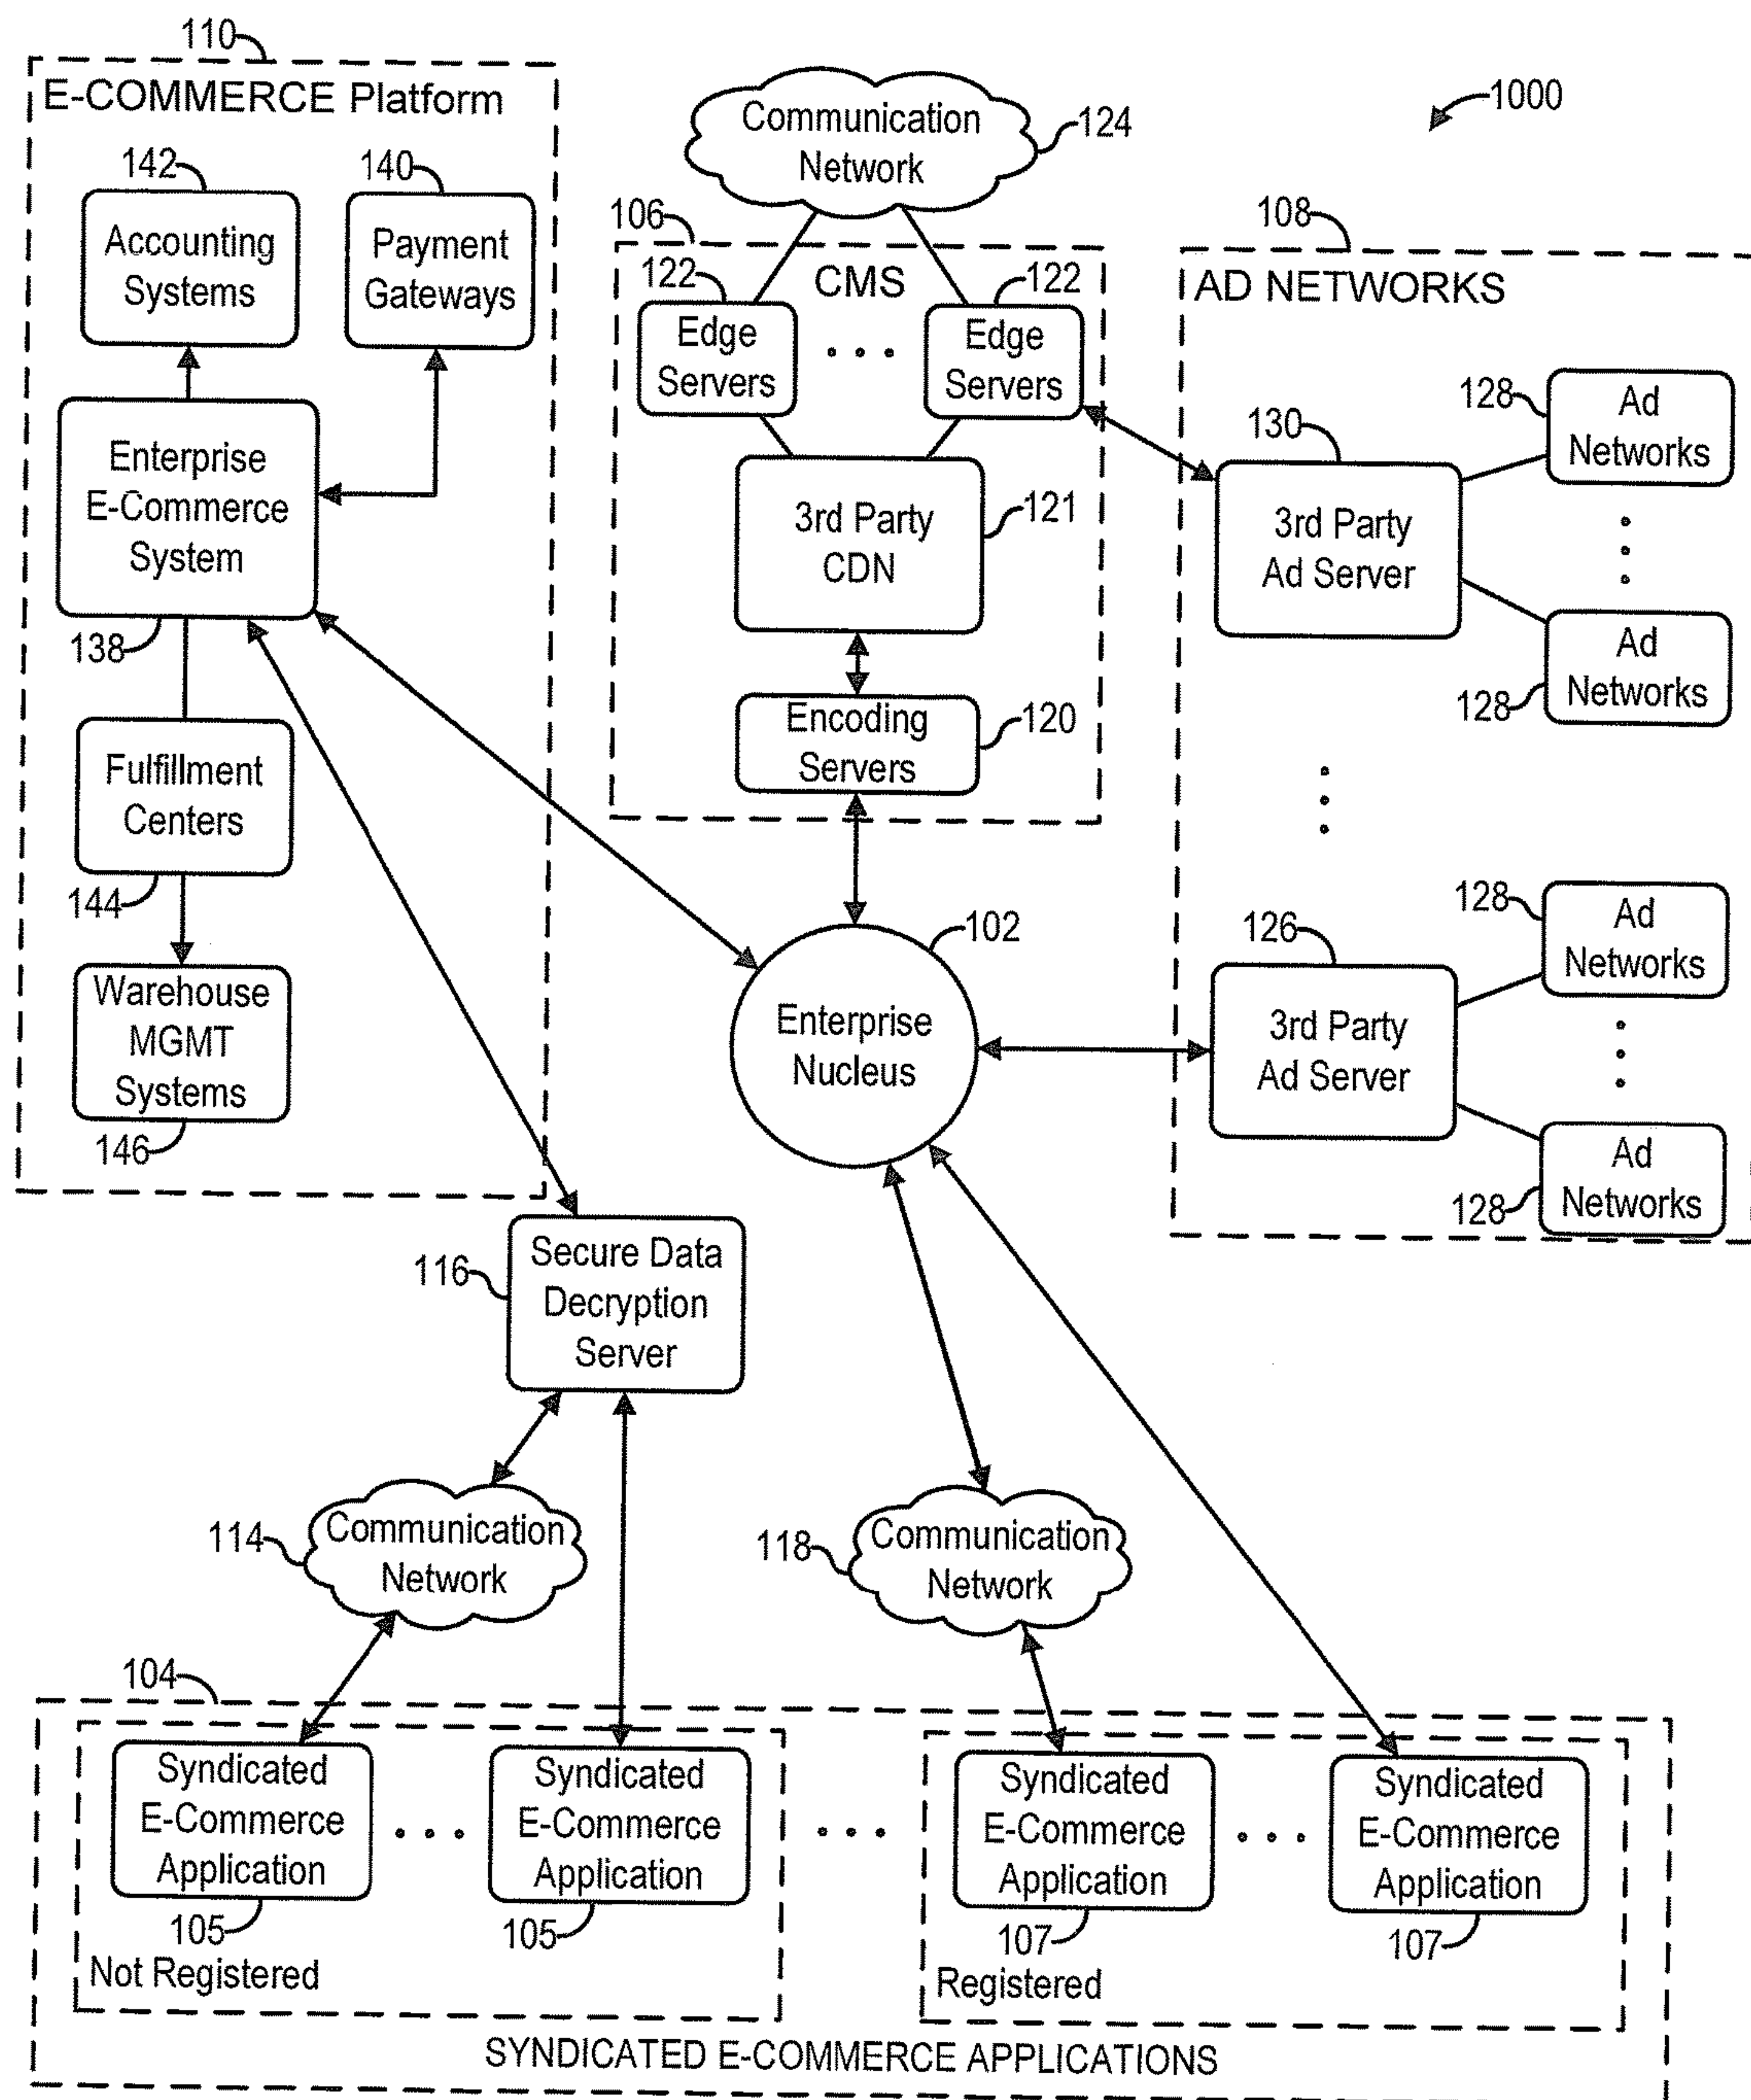 110
E-COMMERCE Platform
142
Accounting
Systems
140
Payment
Gateways
Enterprise
E-Commerce
System
138
Fulfillment
Centers
144
Warehouse
MGMT
Systems
146
Communication
Network
124
1000
106
CMS
122
Edge
Servers
122
Edge
Servers
3rd Party
CDN
121
Encoding
Servers
120
108
AD NETWORKS
130
3rd Party
Ad Server
128
Ad
Networks
128
Ad
Networks
126
3rd Party
Ad Server
128
Ad
Networks
128
Ad
Networks
102
Enterprise
Nucleus
116
Secure Data
Decryption
Server
114
Communication
Network
118
Communication
Network
104
Syndicated
E-Commerce
Application
105
Syndicated
E-Commerce
Application
105
Not Registered
Syndicated
E-Commerce
Application
107
Syndicated
E-Commerce
Application
107
Registered
SYNDICATED E-COMMERCE APPLICATIONS